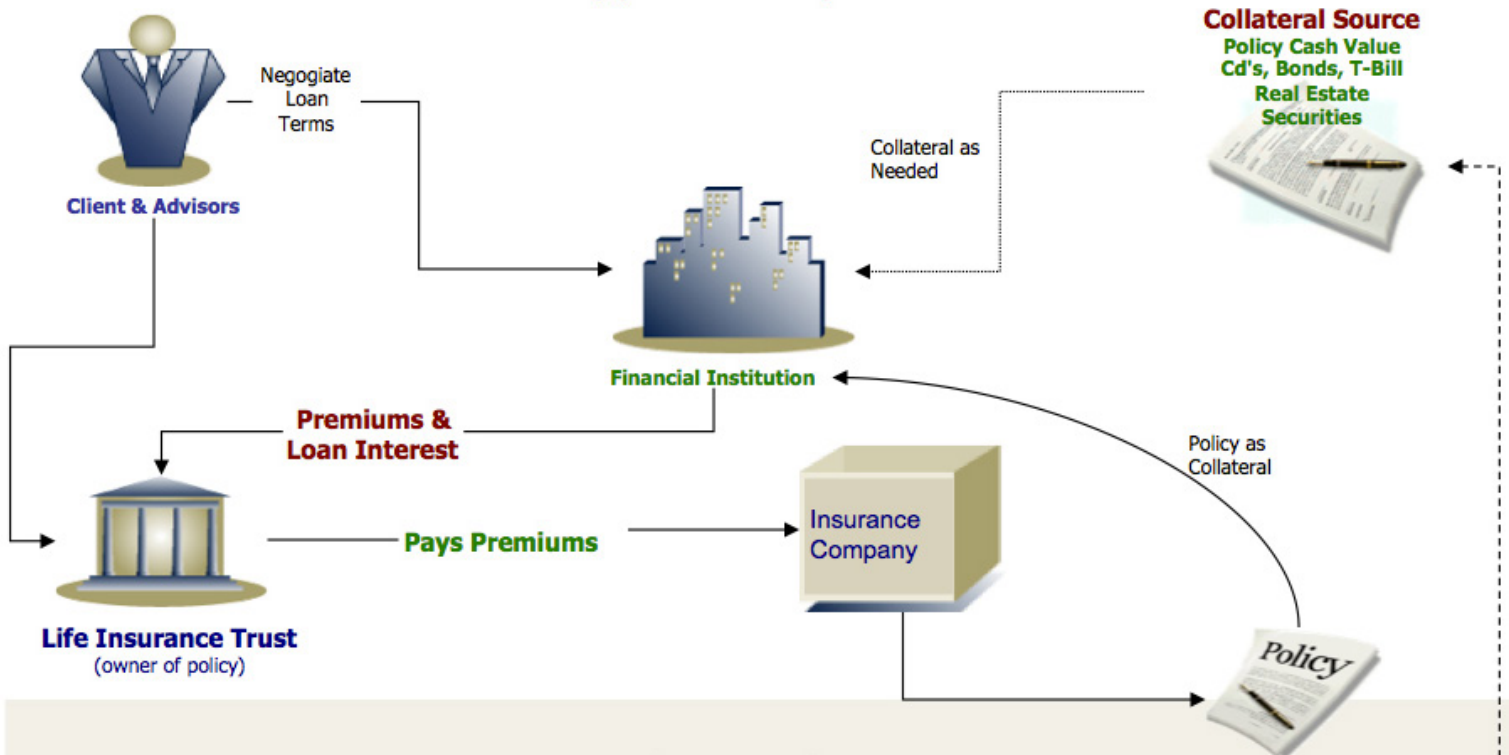 Negogiate
Loan
Terms
Client & Advisors
Collateral Source
Policy Cash Value
Cd's, Bonds, T-Bill
Real Estate
Securities
Collateral as
Needed
Financial Institution
Premiums &
Loan Interest
Policy as
Collateral
Insurance
Company
Pays Premiums
Life Insurance Trust
(owner of policy)
Policy